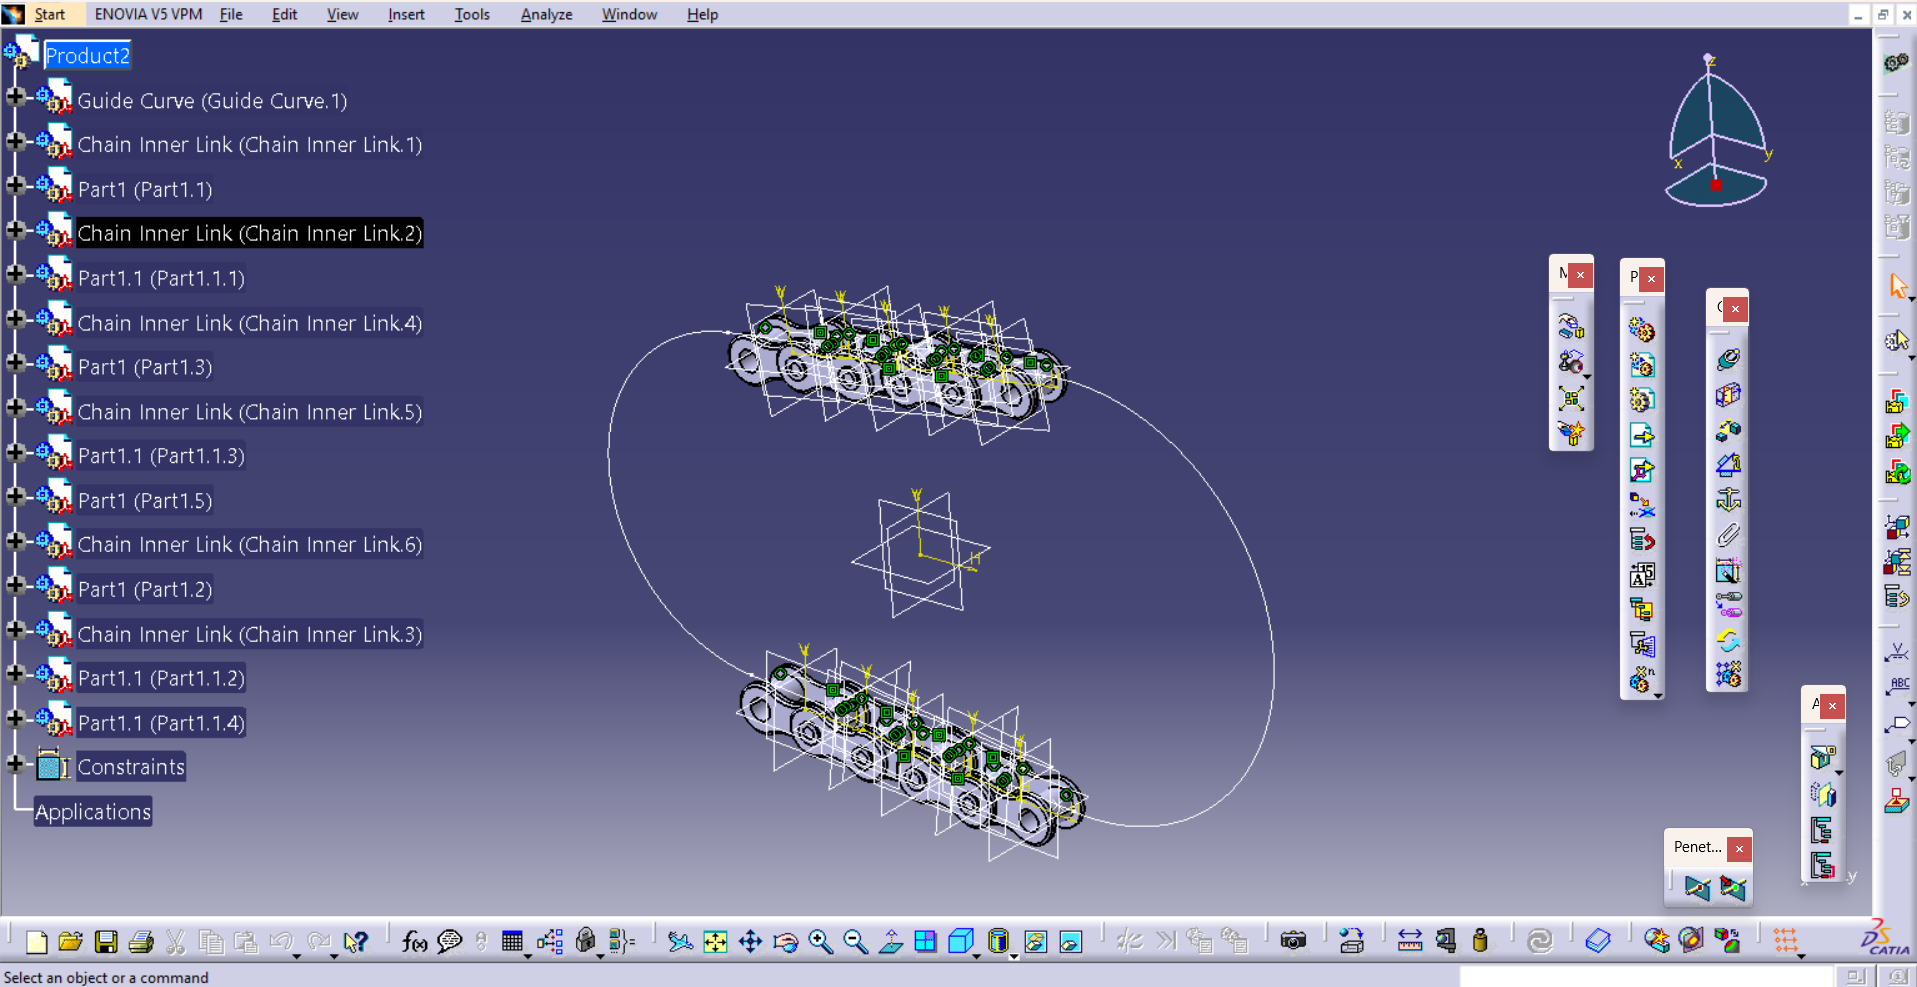 Start ENOVIA V5 VPM File Edit View Insert Tools Analyze Window Help
Product2
Guide Curve (Guide Curve.1)
Chain Inner Link (Chain Inner Link.1)
Part1 (Part1.1)
Chain Inner Link (Chain Inner Link.2)
Part1.1 (Part1.1.1)
Chain Inner Link (Chain Inner Link.4)
Part1 (Part1.3)
Chain Inner Link (Chain Inner Link.5)
Part1.1 (Part1.1.3)
Part1 (Part1.5)
Chain Inner Link (Chain Inner Link.6)
Part1 (Part1.2)
Chain Inner Link (Chain Inner Link.3)
Part1.1 (Part1.1.2)
Part1.1 (Part1.1.4)
Constraints
Applications
z
x
y
P
A
Penet...
ABC
f(x)
CATIA
Select an object or a command